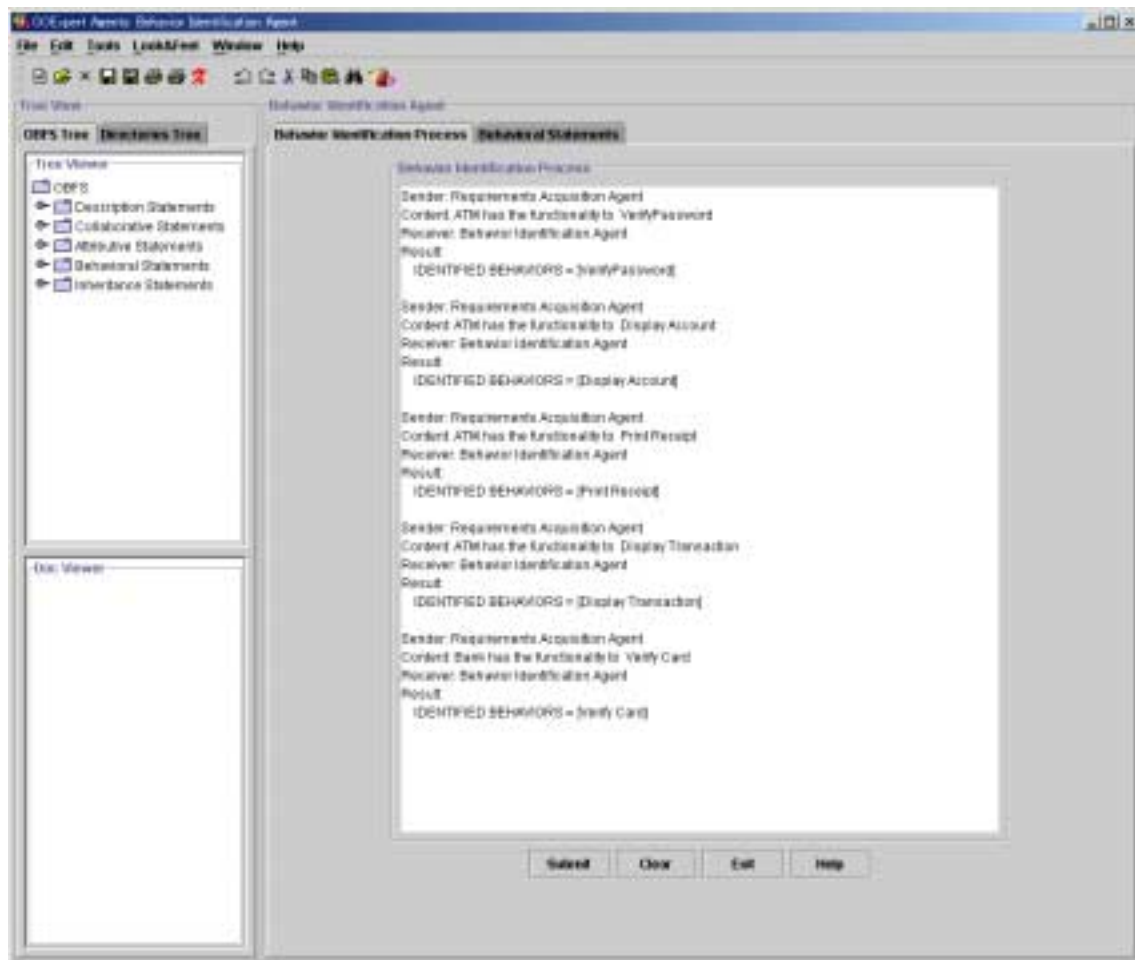 OOExpert Agents: Behavior Identification Agent
File Edit Tools Look&Feel Window Help
Tree View
Behavior Identification Agent
OBFS Tree Directories Tree
Behavior Identification Process Behavioral Statements
Tree Viewer
OBFS
Description Statements
Collaborative Statements
Attributive Statements
Behavioral Statements
Inheritance Statements
Doc Viewer
Behavior Identification Process
Sender: Requirements Acquisition Agent
Content: ATM has the functionality to VerifyPassword
Receiver: Behavior Identification Agent
Result:
IDENTIFIED BEHAVIORS = [VerifyPassword]
Sender: Requirements Acquisition Agent
Content: ATM has the functionality to Display Account
Receiver: Behavior Identification Agent
Result:
IDENTIFIED BEHAVIORS = [Display Account]
Sender: Requirements Acquisition Agent
Content: ATM has the functionality to Print Receipt
Receiver: Behavior Identification Agent
Result:
IDENTIFIED BEHAVIORS = [Print Receipt]
Sender: Requirements Acquisition Agent
Content: ATM has the functionality to Display Transaction
Receiver: Behavior Identification Agent
Result:
IDENTIFIED BEHAVIORS = [Display Transaction]
Sender: Requirements Acquisition Agent
Content: Bank has the functionality to Verify Card
Receiver: Behavior Identification Agent
Result:
IDENTIFIED BEHAVIORS = [Verify Card]
Submit Clear Exit Help